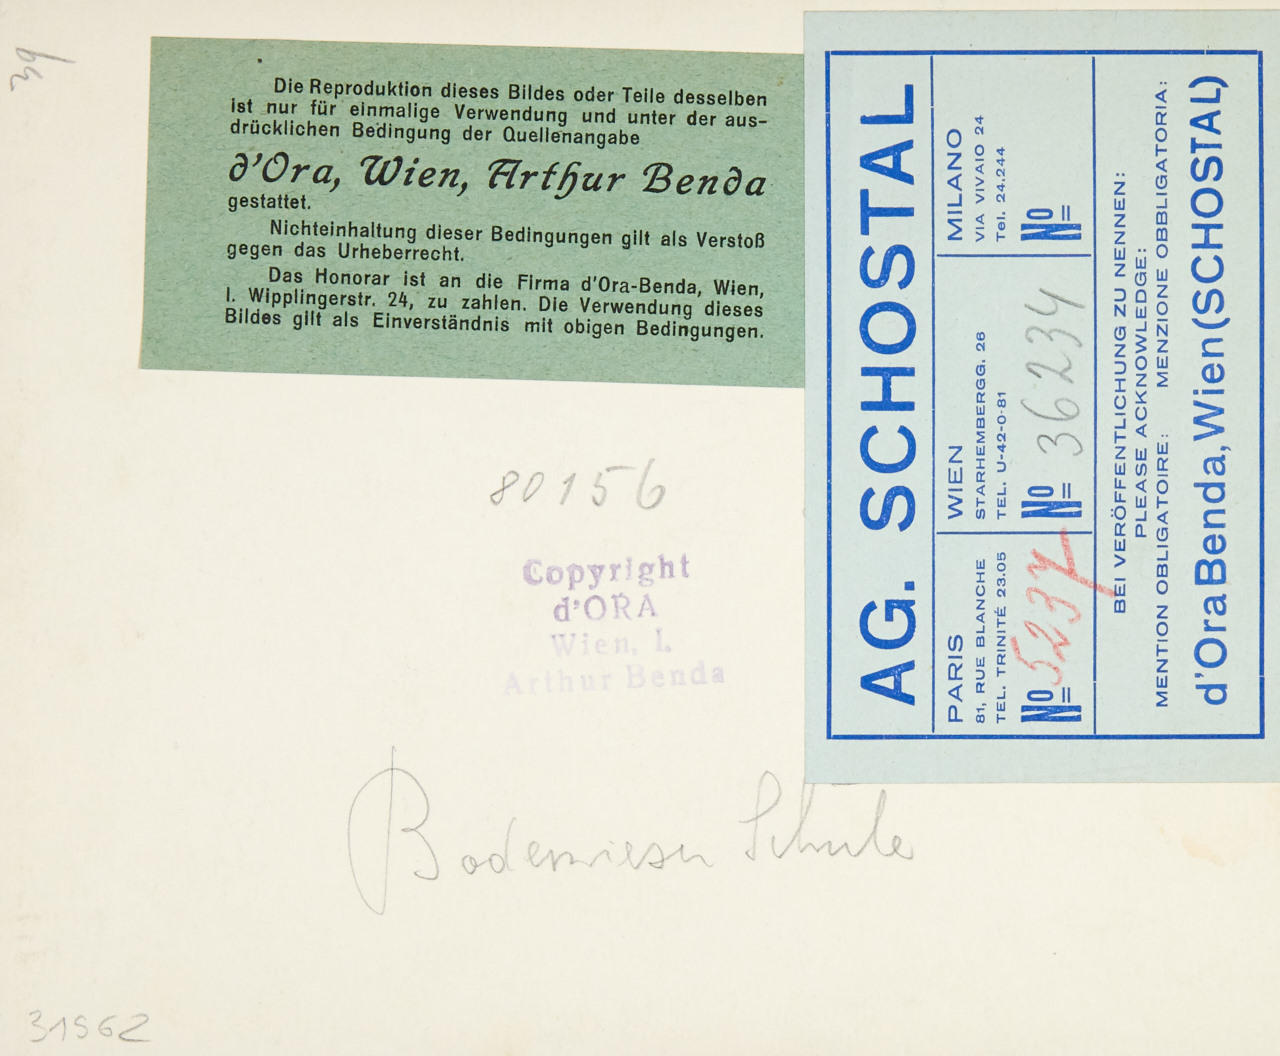 39
Die Reproduktion dieses Bildes oder Teile desselben
ist nur für einmalige Verwendung und unter der aus-
drücklichen Bedingung der Quellenangabe
d'Ora, Wien, Arthur Benda
gestattet.
Nichteinhaltung dieser Bedingungen gilt als Verstoß
gegen das Urheberrecht.
Das Honorar ist an die Firma d'Ora-Benda, Wien,
I. Wipplingerstr. 24, zu zahlen. Die Verwendung dieses
Bildes gilt als Einverständnis mit obigen Bedingungen.
AG. SCHOSTAL
PARIS
81, RUE BLANCHE
TEL. TRINITÉ 23.05
No 5237
WIEN
STARHEMBERGG. 26
TEL. U-42-0-81
No 36234
MILANO
VIA VIVAIO 24
Tel. 24.244
No
BEI VERÖFFENTLICHUNG ZU NENNEN:
PLEASE ACKNOWLEDGE:
MENTION OBLIGATOIRE: MENZIONE OBBLIGATORIA:
d'Ora Benda, Wien (SCHOSTAL)
80156
Copyright
d'ORA
Wien, I.
Arthur Benda
Bodenwieser Schule
31962